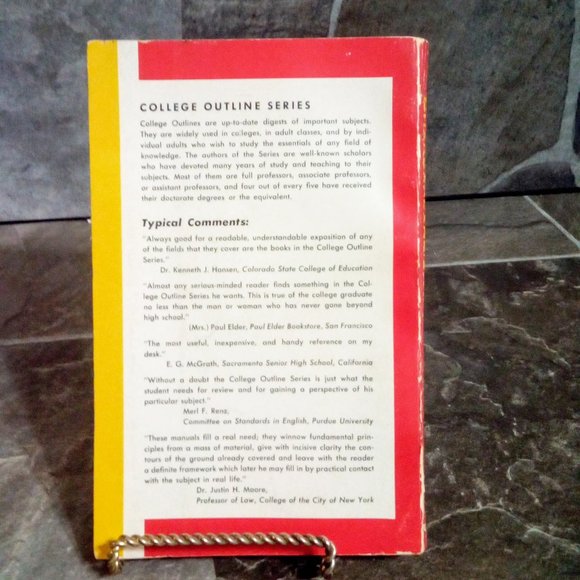 COLLEGE OUTLINE SERIES
College Outlines are up-to-date digests of important subjects.
They are widely used in colleges, in adult classes, and by indi-
vidual adults who wish to study the essentials of any field of
knowledge. The authors of the Series are well-known scholars
who have devoted many years of study and teaching to their
subjects. Most of them are full professors, associate professors,
or assistant professors, and four out of every five have received
their doctorate degrees or the equivalent.
Typical Comments:
"Always good for a readable, understandable exposition of any
of the fields that they cover are the books in the College Outline
Series."
Dr. Kenneth J. Hansen, Colorado State College of Education
"Almost any serious-minded reader finds something in the Col-
lege Outline Series he wants. This is true of the college graduate
no less than the man or woman who has never gone beyond
high school."
(Mrs.) Paul Elder, Paul Elder Bookstore, San Francisco
"The most useful, inexpensive, and handy reference on my
desk."
E. G. McGrath, Sacramento Senior High School, California
"Without a doubt the College Outline Series is just what the
student needs for review and for gaining a perspective of his
particular subject."
Merl F. Renz,
Committee on Standards in English, Purdue University
"These manuals fill a real need; they winnow fundamental prin-
ciples from a mass of material, give with incisive clarity the con-
tours of the ground already covered and leave with the reader
a definite framework which later he may fill in by practical contact
with the subject in real life."
Dr. Justin H. Moore,
Professor of Law, College of the City of New York